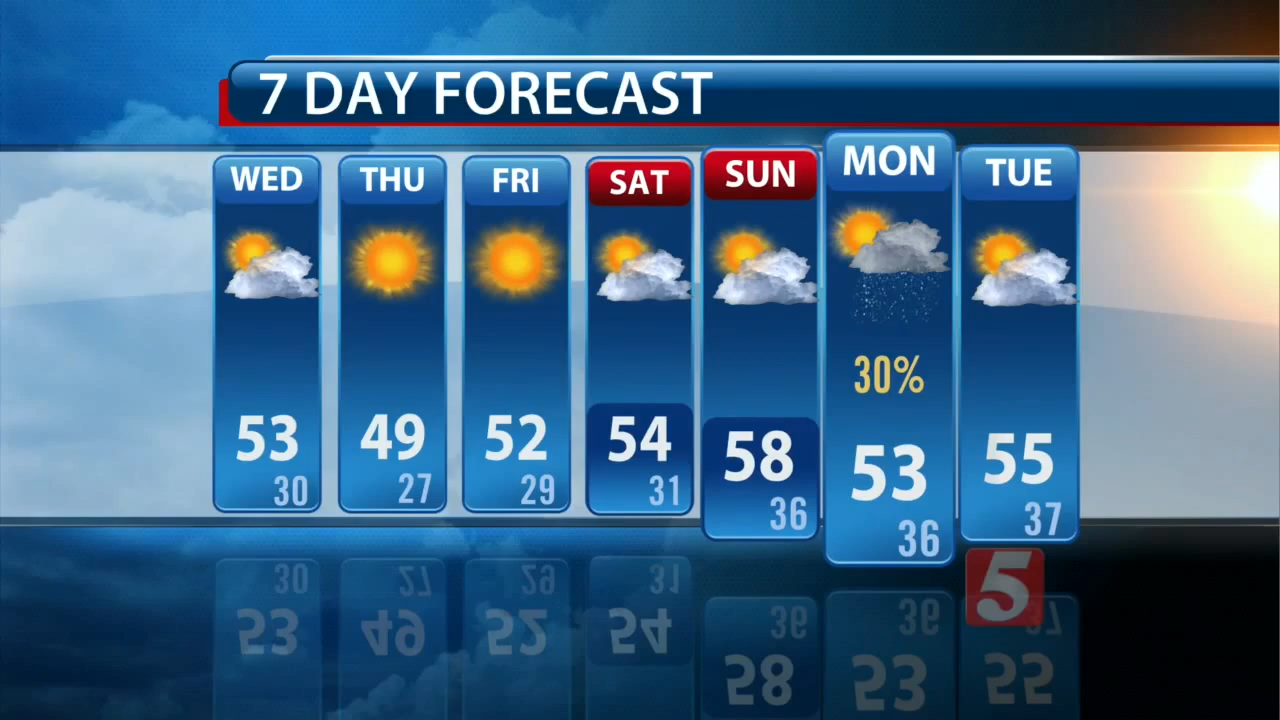 7 DAY FORECAST
WED THU FRI SAT SUN MON TUE
30%
53 49 52 54 58 53 55
30 27 29 31 36 36 37
5